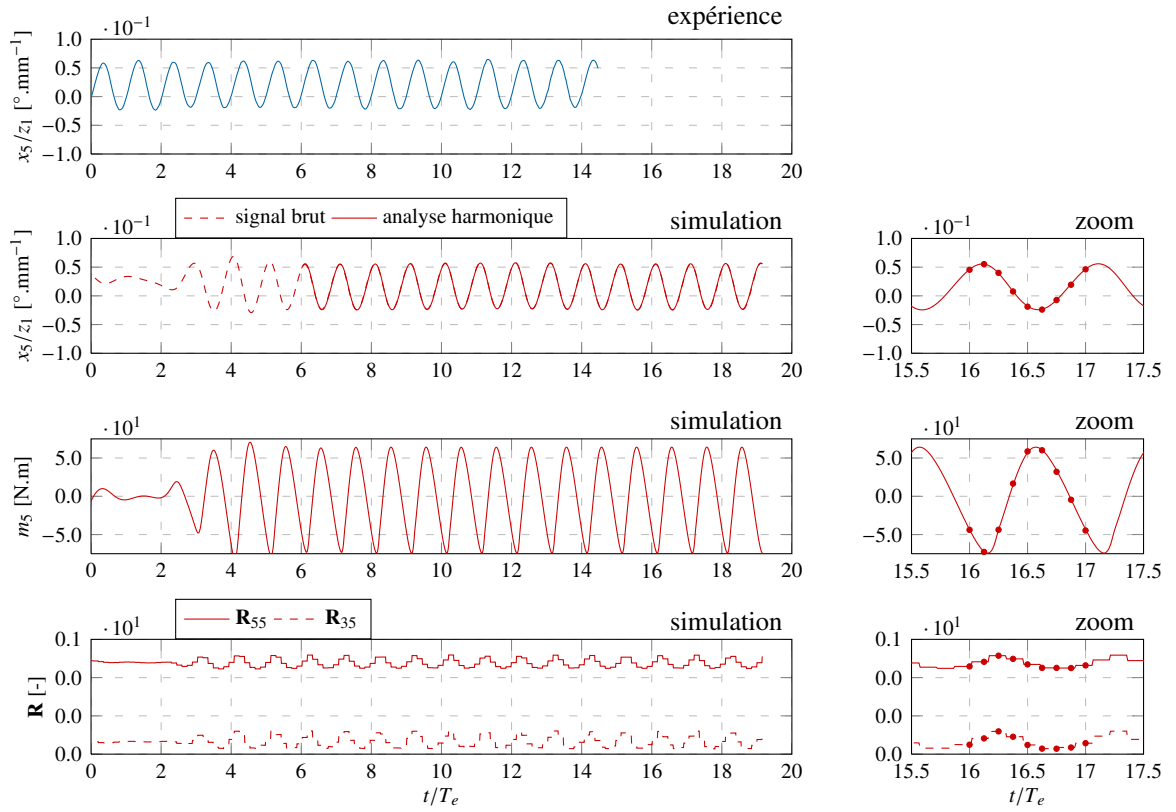 expérience
· 10⁻¹
1.0
0.5
0.0
−0.5
−1.0
x₅/z₁ [°.mm⁻¹]
0 2 4 6 8 10 12 14 16 18 20
signal brut analyse harmonique
simulation
· 10⁻¹
1.0
0.5
0.0
−0.5
−1.0
x₅/z₁ [°.mm⁻¹]
0 2 4 6 8 10 12 14 16 18 20
zoom
· 10⁻¹
1.0
0.5
0.0
−0.5
−1.0
15.5 16 16.5 17 17.5
simulation
· 10¹
5.0
0.0
−5.0
m₅ [N.m]
0 2 4 6 8 10 12 14 16 18 20
zoom
· 10¹
5.0
0.0
−5.0
15.5 16 16.5 17 17.5
R₅₅ R₃₅
simulation
· 10¹
0.1
0.0
0.0
0.0
R [-]
0 2 4 6 8 10 12 14 16 18 20
t/Tₑ
zoom
· 10¹
0.1
0.0
0.0
0.0
15.5 16 16.5 17 17.5
t/Tₑ